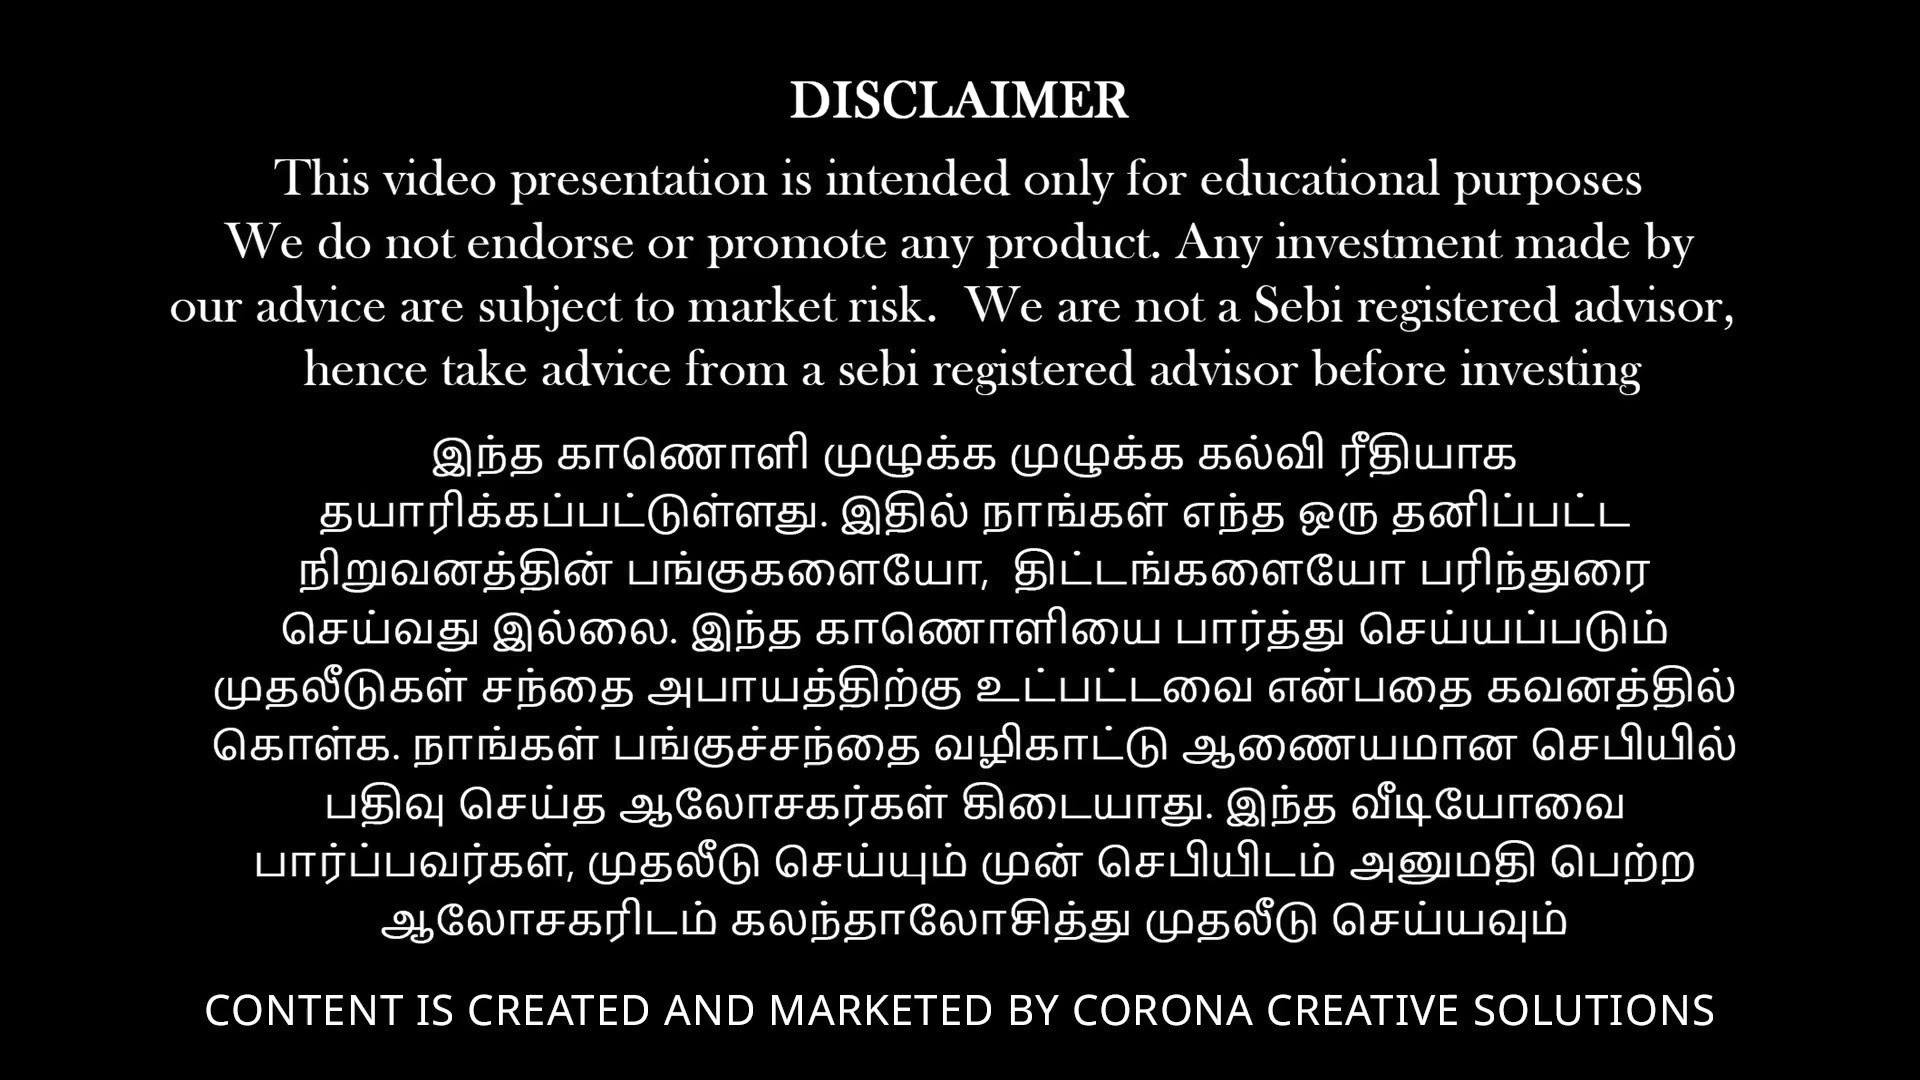 DISCLAIMER
This video presentation is intended only for educational purposes
We do not endorse or promote any product. Any investment made by
our advice are subject to market risk.  We are not a Sebi registered advisor,
hence take advice from a sebi registered advisor before investing
இந்த காணொளி முழுக்க முழுக்க கல்வி ரீதியாக
தயாரிக்கப்பட்டுள்ளது. இதில் நாங்கள் எந்த ஒரு தனிப்பட்ட
நிறுவனத்தின் பங்குகளையோ,  திட்டங்களையோ பரிந்துரை
செய்வது இல்லை. இந்த காணொளியை பார்த்து செய்யப்படும்
முதலீடுகள் சந்தை அபாயத்திற்கு உட்பட்டவை என்பதை கவனத்தில்
கொள்க. நாங்கள் பங்குச்சந்தை வழிகாட்டு ஆணையமான செபியில்
பதிவு செய்த ஆலோசகர்கள் கிடையாது. இந்த வீடியோவை
பார்ப்பவர்கள், முதலீடு செய்யும் முன் செபியிடம் அனுமதி பெற்ற
ஆலோசகரிடம் கலந்தாலோசித்து முதலீடு செய்யவும்
CONTENT IS CREATED AND MARKETED BY CORONA CREATIVE SOLUTIONS